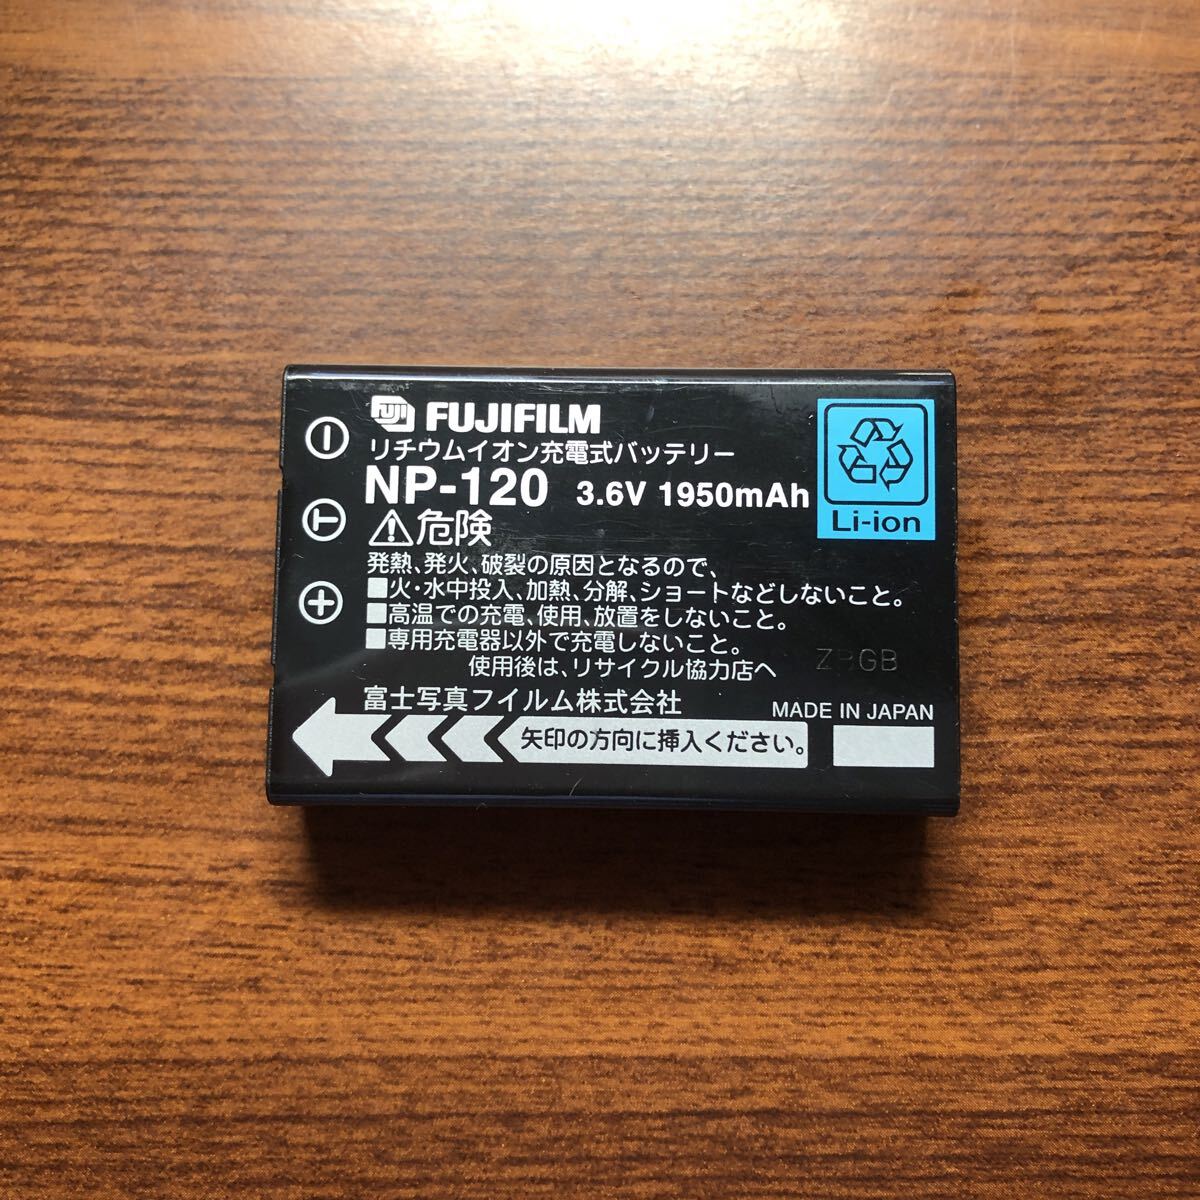 FUJI FUJIFILM
リチウムイオン充電式バッテリー
NP-120 3.6V 1950mAh
Li-ion
⚠危険
発熱、発火、破裂の原因となるので、
■火・水中投入、加熱、分解、ショートなどしないこと。
■高温での充電、使用、放置をしないこと。
■専用充電器以外で充電しないこと。
使用後は、リサイクル協力店へ
富士写真フイルム株式会社
MADE IN JAPAN
矢印の方向に挿入ください。
− T +